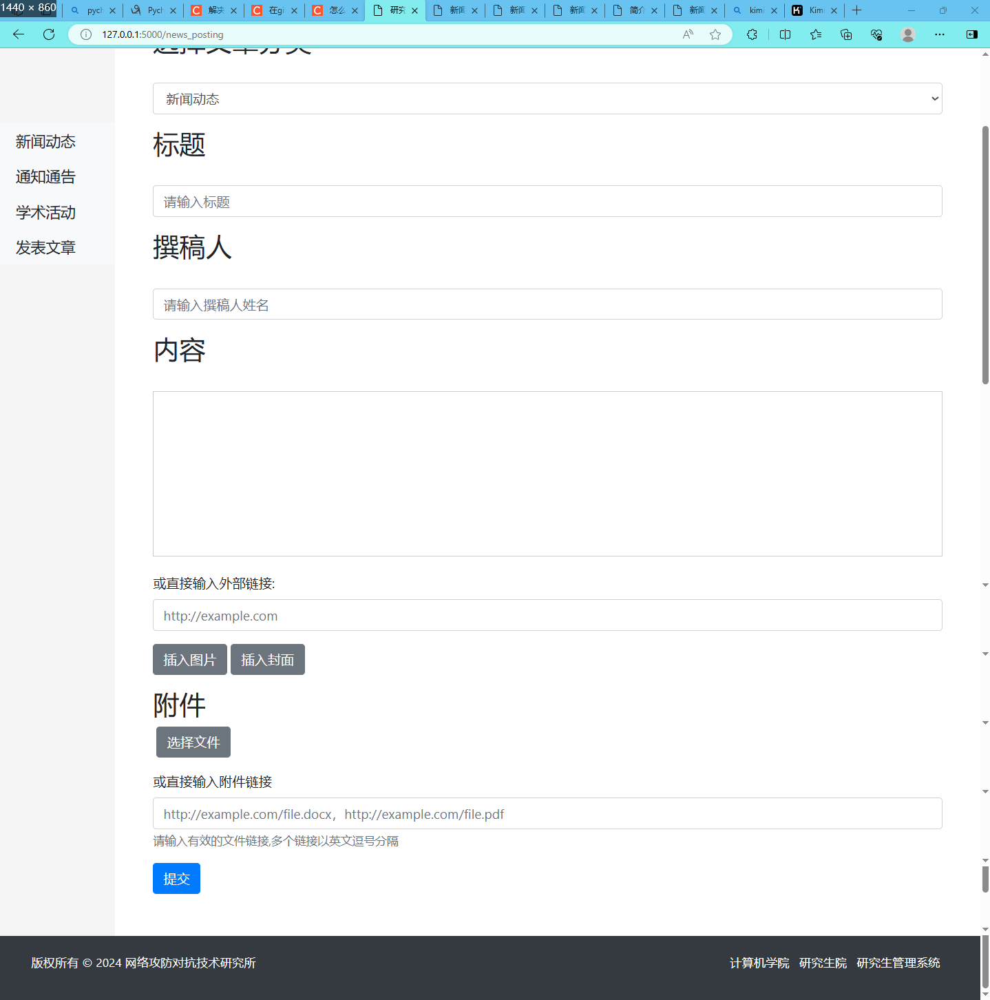 1440 × 860
pych
Pych
解决
在gi
怎么
研究
新闻
新闻
新闻
简介
新闻
kimi
Kimi
127.0.0.1:5000/news_posting
选择文章分类
新闻动态
新闻动态
通知通告
学术活动
发表文章
标题
请输入标题
撰稿人
请输入撰稿人姓名
内容
或直接输入外部链接:
http://example.com
插入图片 插入封面
附件
选择文件
或直接输入附件链接
http://example.com/file.docx，http://example.com/file.pdf
请输入有效的文件链接,多个链接以英文逗号分隔
提交
版权所有 © 2024 网络攻防对抗技术研究所
计算机学院 研究生院 研究生管理系统